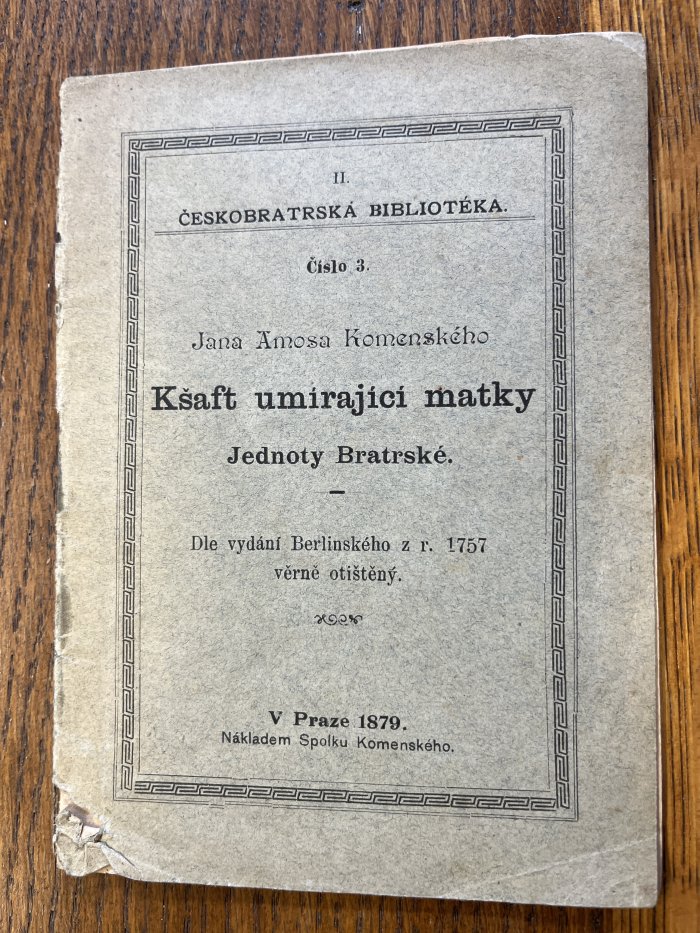 II.
ČESKOBRATRSKÁ BIBLIOTÉKA.
Číslo 3.
Jana Amosa Komenského
Kšaft umírající matky
Jednoty Bratrské.
Dle vydání Berlinského z r. 1757
věrně otištěný.
V Praze 1879.
Nákladem Spolku Komenského.